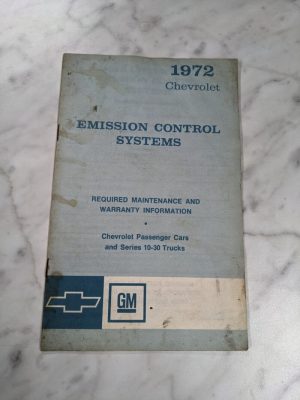 1972
Chevrolet
EMISSION CONTROL
SYSTEMS
REQUIRED MAINTENANCE AND
WARRANTY INFORMATION
•
Chevrolet Passenger Cars
and Series 10-30 Trucks
GM